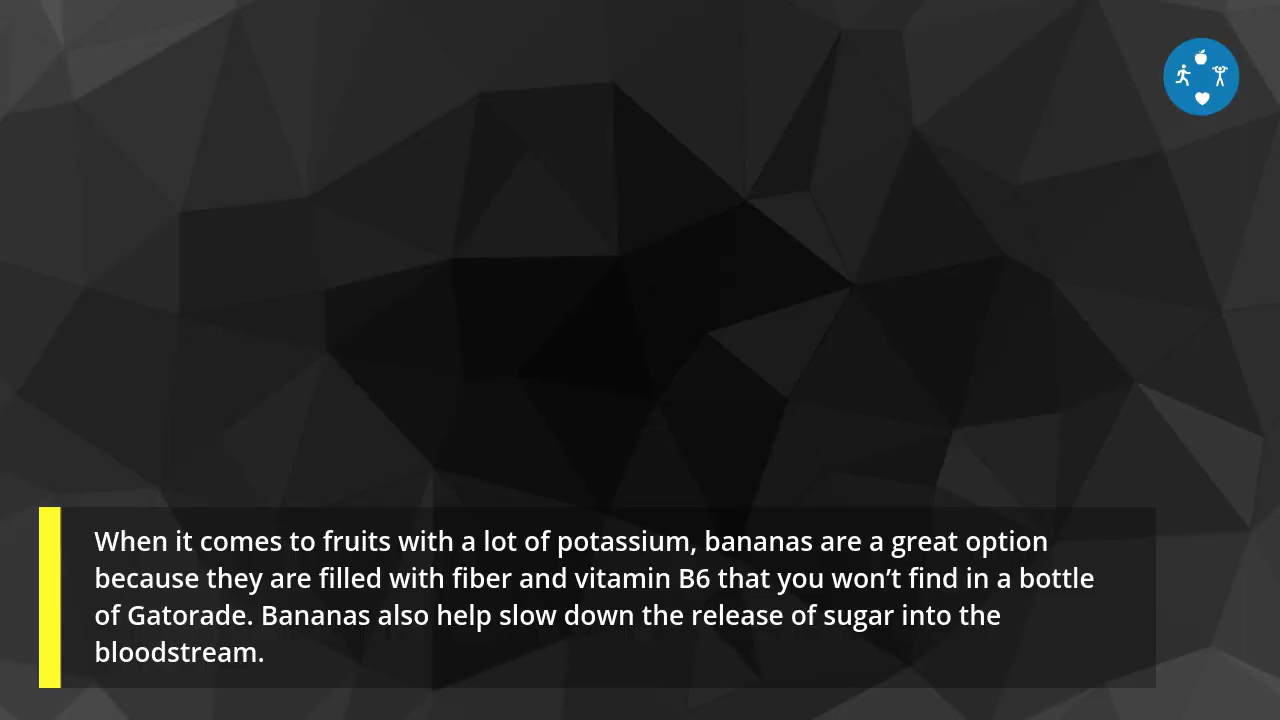 When it comes to fruits with a lot of potassium, bananas are a great option
because they are filled with fiber and vitamin B6 that you won’t find in a bottle
of Gatorade. Bananas also help slow down the release of sugar into the
bloodstream.